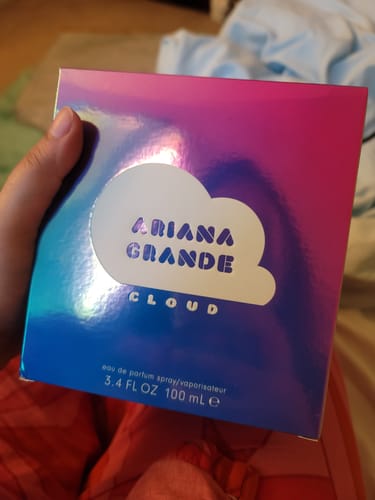 ARIANA
GRANDE
CLOUD
eau de parfum spray/vaporisateur
3.4 FL OZ 100 mL ℮